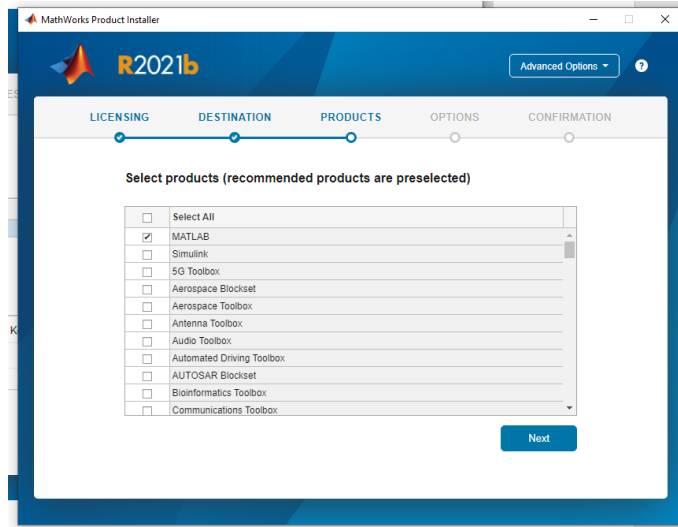 MathWorks Product Installer
R2021b
Advanced Options
?
LICENSING DESTINATION PRODUCTS OPTIONS CONFIRMATION
Select products (recommended products are preselected)
Select All
MATLAB
Simulink
5G Toolbox
Aerospace Blockset
Aerospace Toolbox
Antenna Toolbox
Audio Toolbox
Automated Driving Toolbox
AUTOSAR Blockset
Bioinformatics Toolbox
Communications Toolbox
Next
K